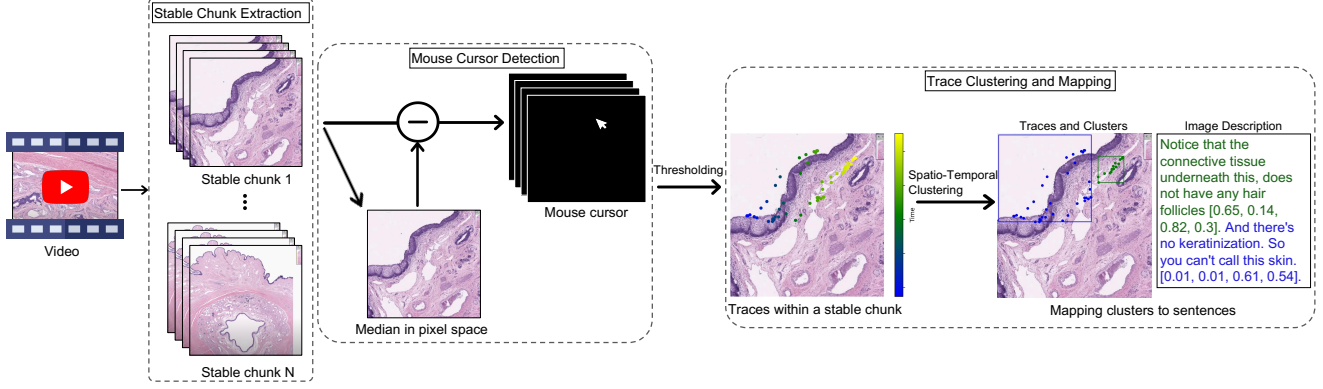 Stable Chunk Extraction
Stable chunk 1
Stable chunk N
Video
Mouse Cursor Detection
Mouse cursor
Median in pixel space
Thresholding
Trace Clustering and Mapping
Time
Traces within a stable chunk
Spatio-Temporal
Clustering
Traces and Clusters
Mapping clusters to sentences
Image Description
Notice that the
connective tissue
underneath this, does
not have any hair
follicles [0.65, 0.14,
0.82, 0.3]. And there's
no keratinization. So
you can't call this skin.
[0.01, 0.01, 0.61, 0.54].